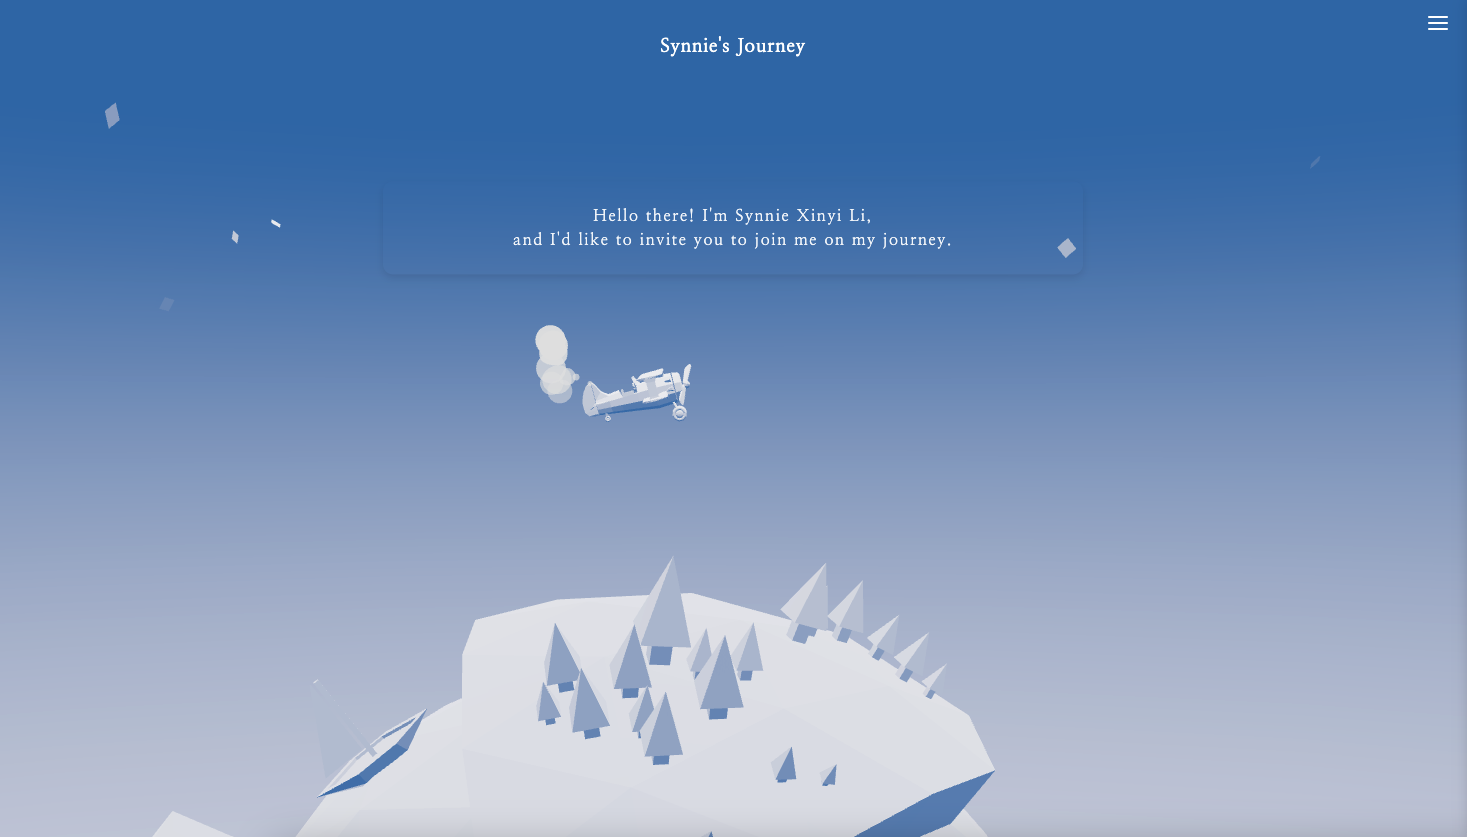 Synnie's Journey
Hello there! I'm Synnie Xinyi Li,
and I'd like to invite you to join me on my journey.